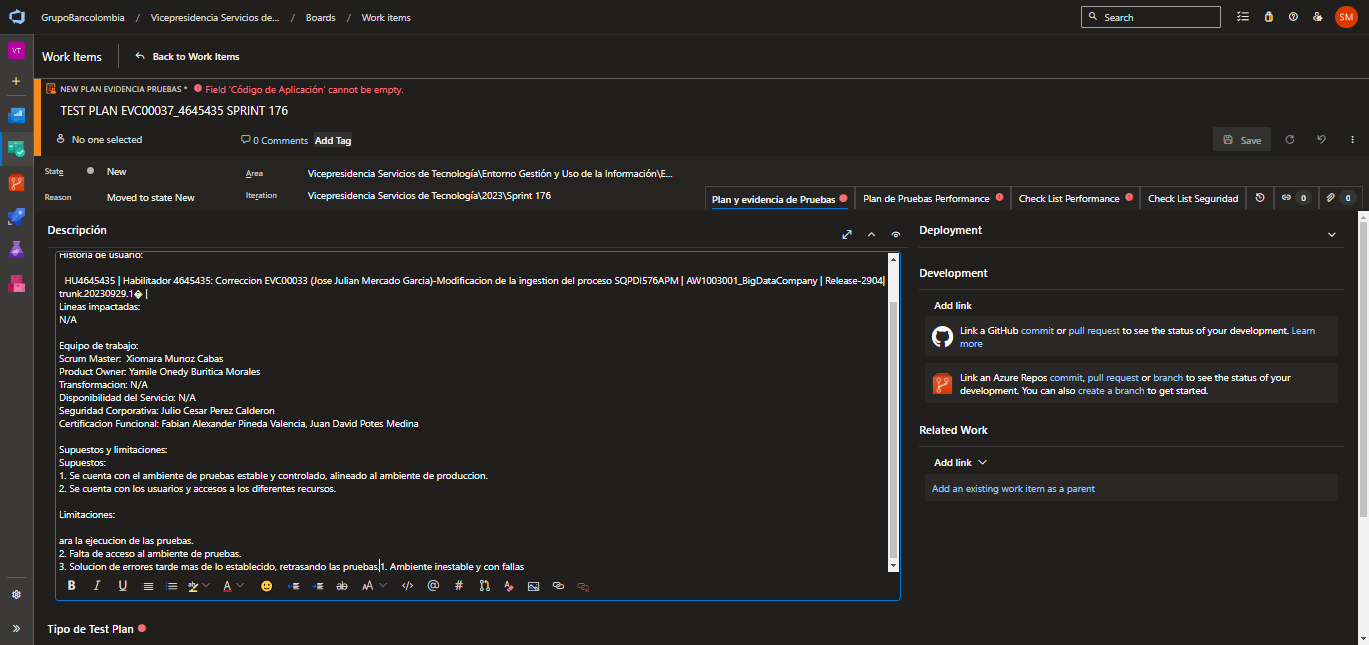 GrupoBancolombia / Vicepresidencia Servicios de... / Boards / Work items
Search
SM
VT
Work Items
Back to Work Items
NEW PLAN EVIDENCIA PRUEBAS * Field 'Código de Aplicación' cannot be empty.
TEST PLAN EVC00037_4645435 SPRINT 176
No one selected
0 Comments
Add Tag
Save
State
New
Area
Vicepresidencia Servicios de Tecnología\Entorno Gestión y Uso de la Información\E...
Reason
Moved to state New
Iteration
Vicepresidencia Servicios de Tecnología\2023\Sprint 176
Plan y evidencia de Pruebas
Plan de Pruebas Performance
Check List Performance
Check List Seguridad
0
0
Descripción
Historia de usuario:
HU4645435 | Habilitador 4645435: Correccion EVC00033 (Jose Julian Mercado Garcia)-Modificacion de la ingestion del proceso SQPDI576APM | AW1003001_BigDataCompany | Release-2904|
trunk.20230929.1� |
Lineas impactadas:
N/A
Equipo de trabajo:
Scrum Master: Xiomara Munoz Cabas
Product Owner: Yamile Onedy Buritica Morales
Transformacion: N/A
Disponibilidad del Servicio: N/A
Seguridad Corporativa: Julio Cesar Perez Calderon
Certificacion Funcional: Fabian Alexander Pineda Valencia, Juan David Potes Medina
Supuestos y limitaciones:
Supuestos:
1. Se cuenta con el ambiente de pruebas estable y controlado, alineado al ambiente de produccion.
2. Se cuenta con los usuarios y accesos a los diferentes recursos.
Limitaciones:
ara la ejecucion de las pruebas.
2. Falta de acceso al ambiente de pruebas.
3. Solucion de errores tarde mas de lo establecido, retrasando las pruebas.1. Ambiente inestable y con fallas
Tipo de Test Plan
Deployment
Development
Add link
Link a GitHub commit or pull request to see the status of your development. Learn
more
Link an Azure Repos commit, pull request or branch to see the status of your
development. You can also create a branch to get started.
Related Work
Add link
Add an existing work item as a parent